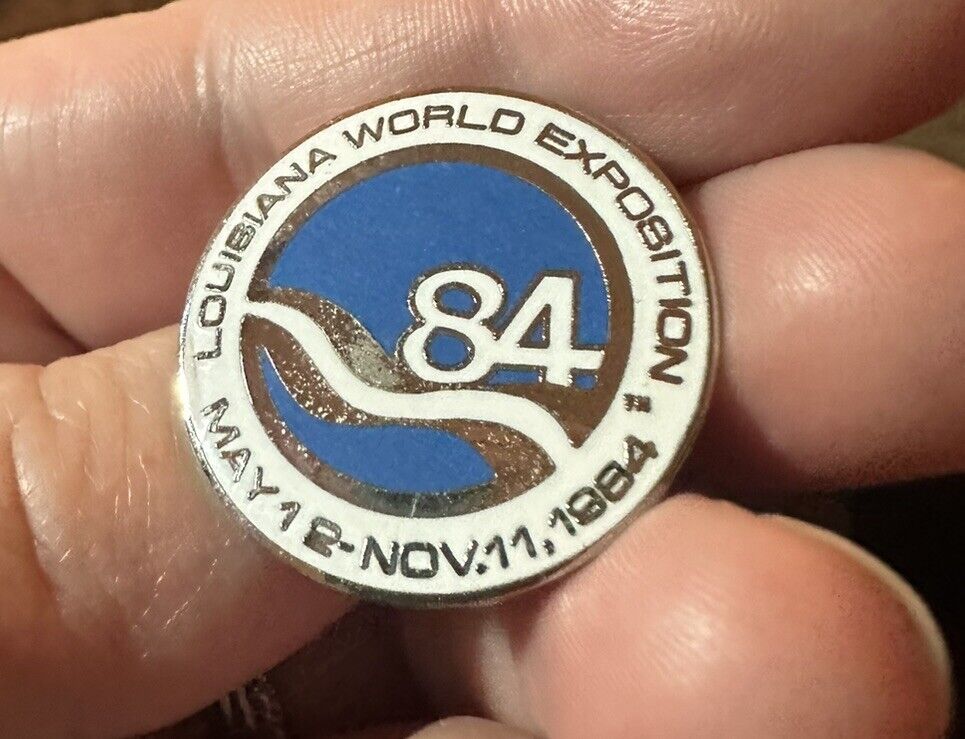 LOUISIANA WORLD EXPOSITION
84
MAY 12-NOV.11,1984